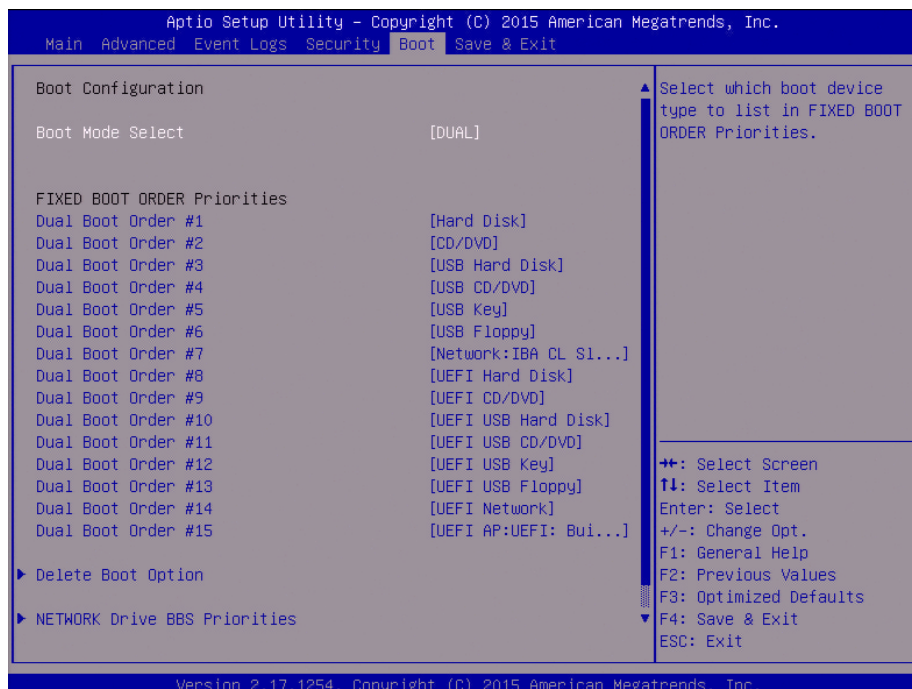 Aptio Setup Utility – Copyright (C) 2015 American Megatrends, Inc.
Main Advanced Event Logs Security Boot Save & Exit
Boot Configuration
Boot Mode Select [DUAL]
FIXED BOOT ORDER Priorities
Dual Boot Order #1 [Hard Disk]
Dual Boot Order #2 [CD/DVD]
Dual Boot Order #3 [USB Hard Disk]
Dual Boot Order #4 [USB CD/DVD]
Dual Boot Order #5 [USB Key]
Dual Boot Order #6 [USB Floppy]
Dual Boot Order #7 [Network:IBA CL Sl...]
Dual Boot Order #8 [UEFI Hard Disk]
Dual Boot Order #9 [UEFI CD/DVD]
Dual Boot Order #10 [UEFI USB Hard Disk]
Dual Boot Order #11 [UEFI USB CD/DVD]
Dual Boot Order #12 [UEFI USB Key]
Dual Boot Order #13 [UEFI USB Floppy]
Dual Boot Order #14 [UEFI Network]
Dual Boot Order #15 [UEFI AP:UEFI: Bui...]
Delete Boot Option
NETWORK Drive BBS Priorities
Select which boot device
type to list in FIXED BOOT
ORDER Priorities.
→←: Select Screen
↑↓: Select Item
Enter: Select
+/-: Change Opt.
F1: General Help
F2: Previous Values
F3: Optimized Defaults
F4: Save & Exit
ESC: Exit
Version 2.17.1254. Copyright (C) 2015 American Megatrends, Inc.